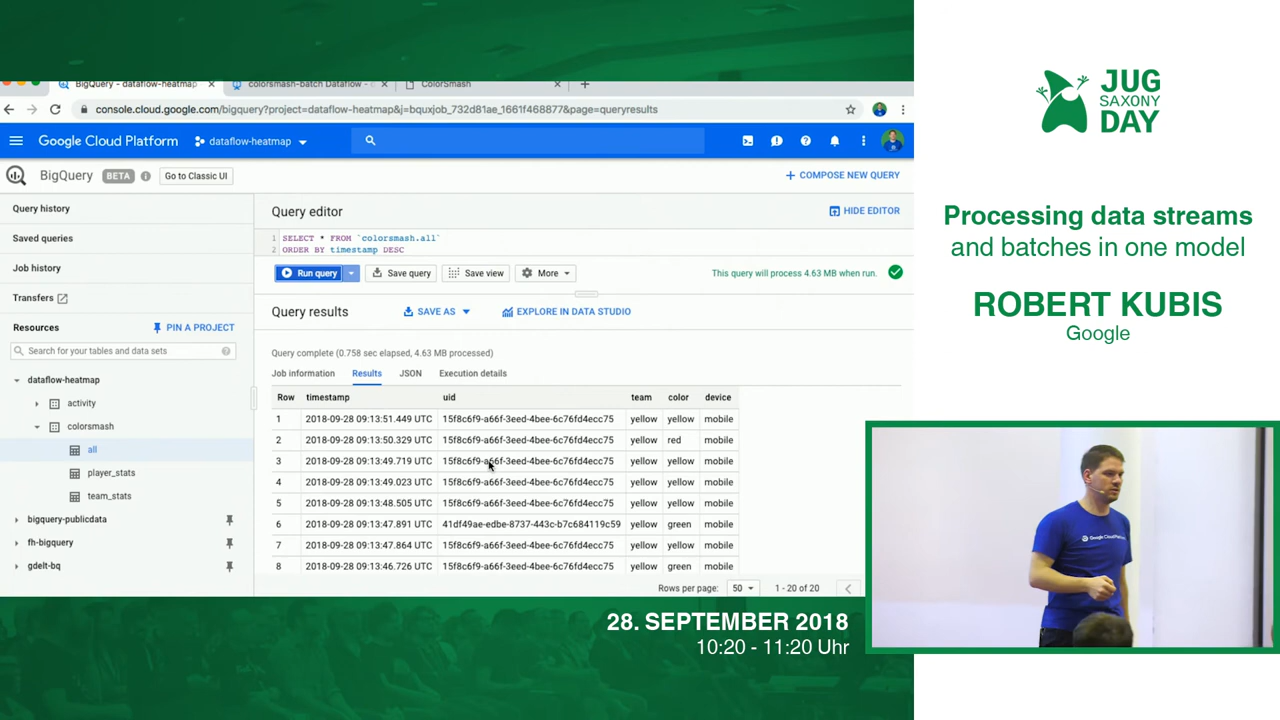 BigQuery - dataflow-heatmap
colorsmash-batch Dataflow -
ColorSmash
console.cloud.google.com/bigquery?project=dataflow-heatmap&j=bquxjob_732d81ae_1661f468877&page=queryresults
Google Cloud Platform
dataflow-heatmap
BigQuery BETA Go to Classic UI
COMPOSE NEW QUERY
Query history
Saved queries
Job history
Transfers
Resources
PIN A PROJECT
Search for your tables and data sets
dataflow-heatmap
activity
colorsmash
all
player_stats
team_stats
bigquery-publicdata
fh-bigquery
gdelt-bq
Query editor
HIDE EDITOR
1 SELECT * FROM `colorsmash.all`
2 ORDER BY timestamp DESC
Run query Save query Save view More
This query will process 4.63 MB when run.
Query results SAVE AS EXPLORE IN DATA STUDIO
Query complete (0.758 sec elapsed, 4.63 MB processed)
Job information Results JSON Execution details
Row timestamp uid team color device
1 2018-09-28 09:13:51.449 UTC 15f8c6f9-a66f-3eed-4bee-6c76fd4ecc75 yellow yellow mobile
2 2018-09-28 09:13:50.329 UTC 15f8c6f9-a66f-3eed-4bee-6c76fd4ecc75 yellow red mobile
3 2018-09-28 09:13:49.719 UTC 15f8c6f9-a66f-3eed-4bee-6c76fd4ecc75 yellow yellow mobile
4 2018-09-28 09:13:49.023 UTC 15f8c6f9-a66f-3eed-4bee-6c76fd4ecc75 yellow yellow mobile
5 2018-09-28 09:13:48.505 UTC 15f8c6f9-a66f-3eed-4bee-6c76fd4ecc75 yellow yellow mobile
6 2018-09-28 09:13:47.891 UTC 41df49ae-edbe-8737-443c-b7c684119c59 yellow green mobile
7 2018-09-28 09:13:47.864 UTC 15f8c6f9-a66f-3eed-4bee-6c76fd4ecc75 yellow yellow mobile
8 2018-09-28 09:13:46.726 UTC 15f8c6f9-a66f-3eed-4bee-6c76fd4ecc75 yellow green mobile
Rows per page: 50 1 - 20 of 20
28. SEPTEMBER 2018
10:20 - 11:20 Uhr
JUG
SAXONY
DAY
Processing data streams
and batches in one model
ROBERT KUBIS
Google
Google Cloud Platform